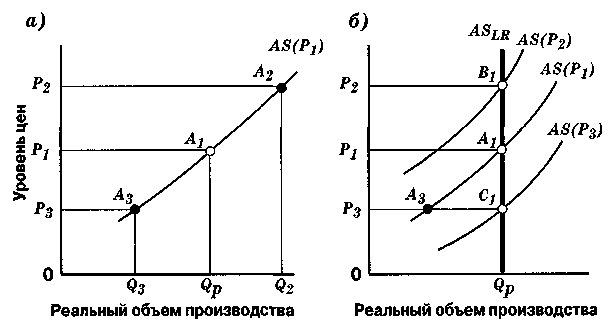 а)
AS(P1)
A2
P2
A1
P1
A3
P3
Уровень цен
0
Q3
Qp
Q2
Реальный объем производства
б)
ASLR
AS(P2)
B1
P2
AS(P1)
A1
P1
AS(P3)
A3
C1
P3
0
Qp
Реальный объем производства